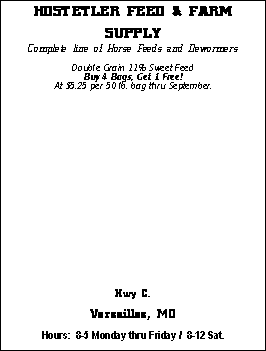 HOSTETLER FEED & FARM
SUPPLY
Complete line of Horse Feeds and Dewormers
Double Grain 11% Sweet Feed
Buy 4 Bags, Get 1 Free!
At $5.25 per 50 lb. bag thru September.
Hwy C.
Versailles, MO
Hours: 8-5 Monday thru Friday / 8-12 Sat.